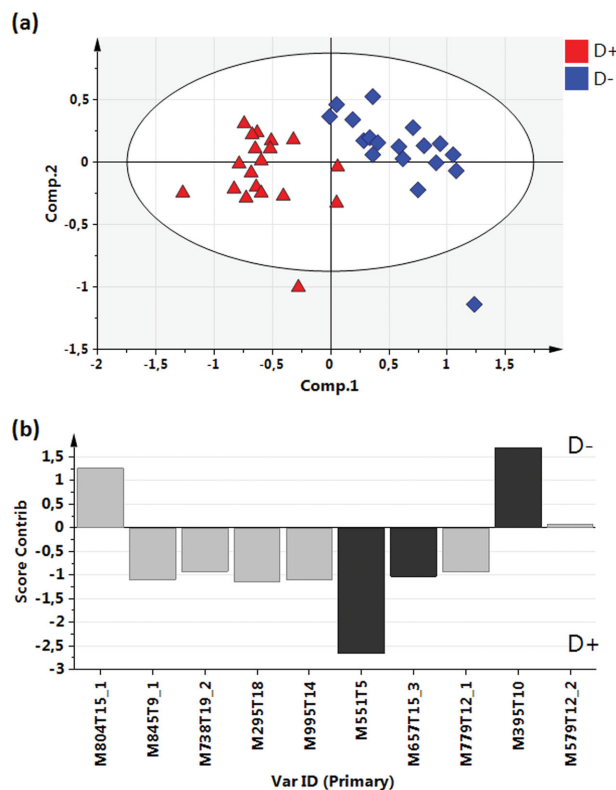 (a)
D+
D-
0,5
0
-0,5
-1
-1,5
Comp.2
-2 -1,5 -1 -0,5 0 0,5 1 1,5
Comp.1
(b)
D-
1,5
1
0,5
0
-0,5
-1
-1,5
-2
-2,5
-3
Score Contrib
D+
M804T15_1
M845T9_1
M738T19_2
M295T18
M995T14
M551T5
M657T15_3
M779T12_1
M395T10
M579T12_2
Var ID (Primary)